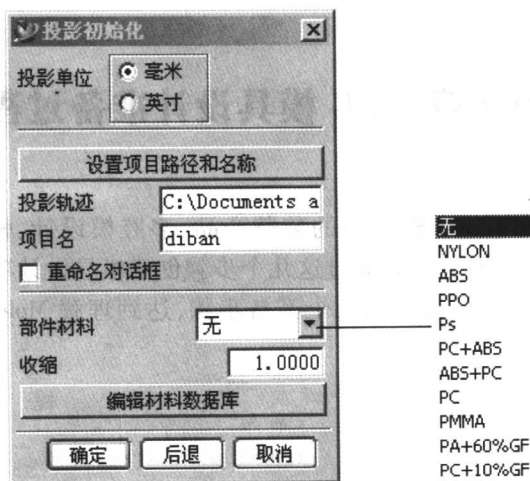 投影初始化
投影单位
毫米
英寸
设置项目路径和名称
投影轨迹 C:\Documents a
项目名 diban
重命名对话框
部件材料 无
收缩 1.0000
编辑材料数据库
确定 后退 取消
无
NYLON
ABS
PPO
Ps
PC+ABS
ABS+PC
PC
PMMA
PA+60%GF
PC+10%GF